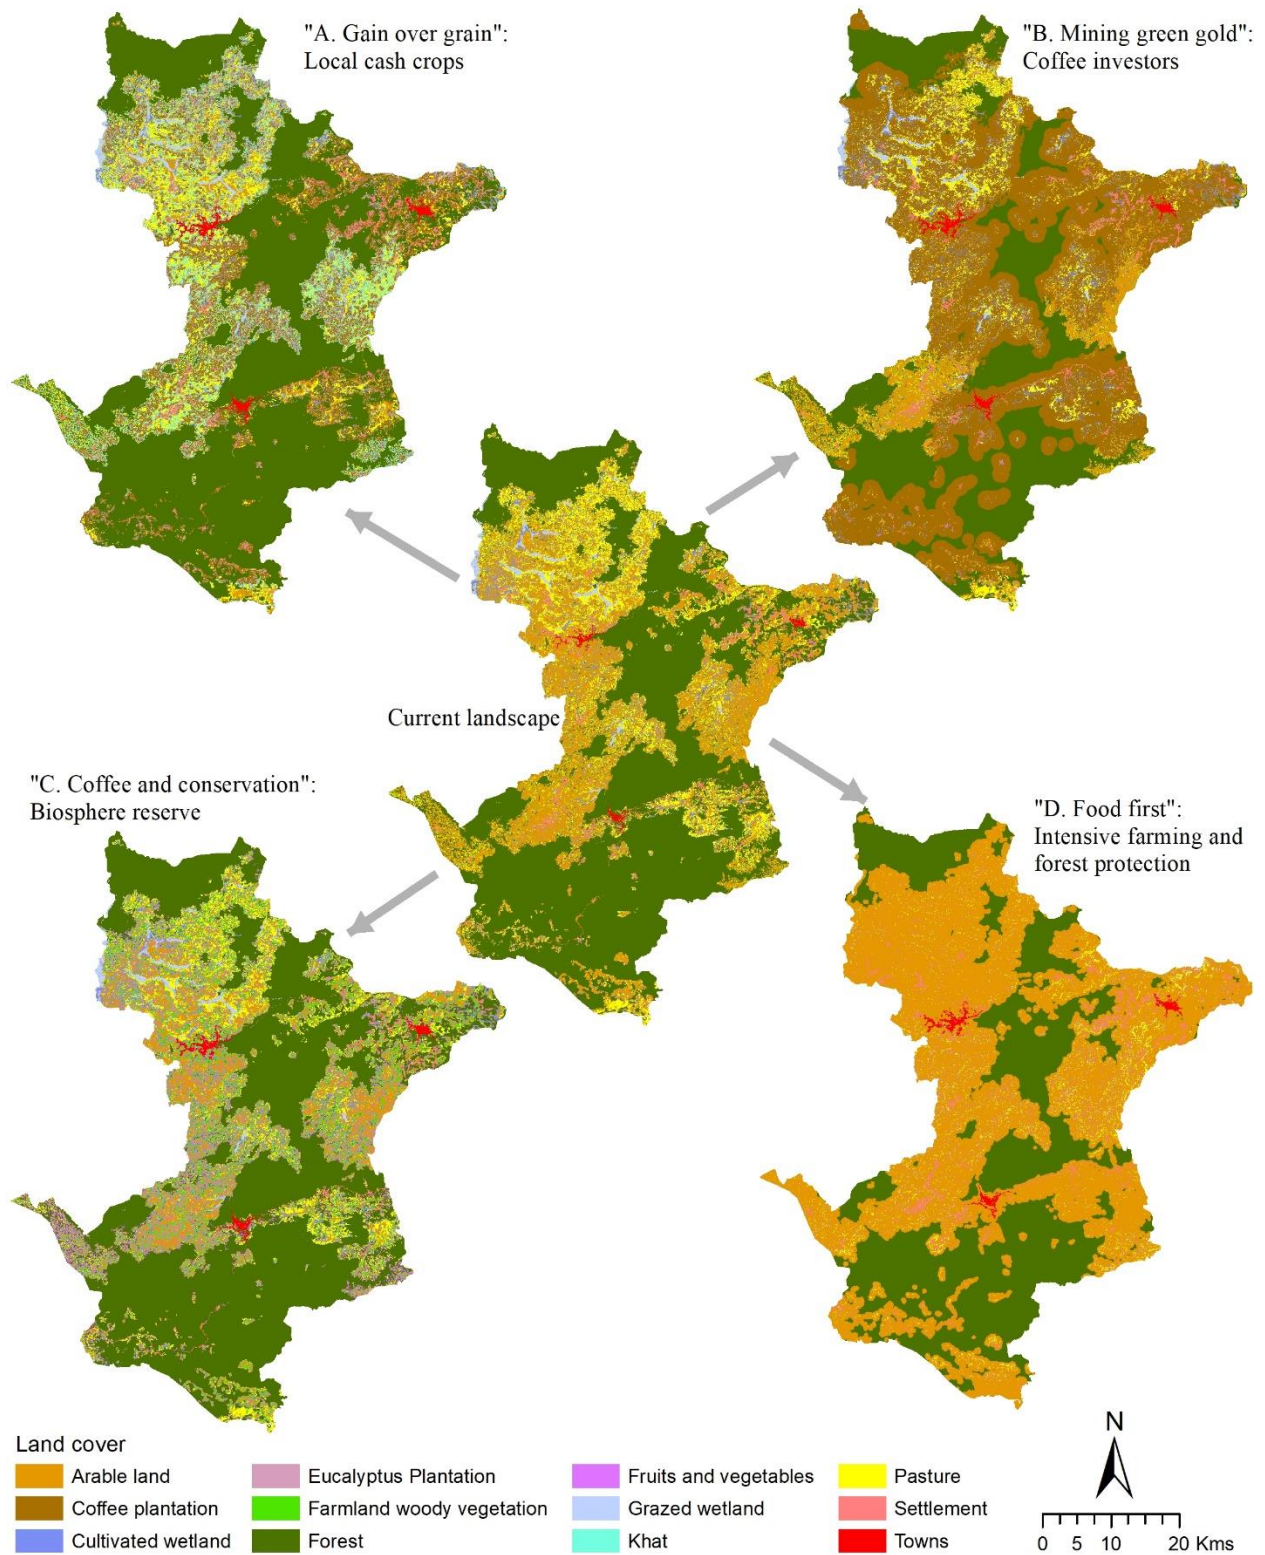 "A. Gain over grain":
Local cash crops
"B. Mining green gold":
Coffee investors
Current landscape
"C. Coffee and conservation":
Biosphere reserve
"D. Food first":
Intensive farming and
forest protection
Land cover
Arable land
Coffee plantation
Cultivated wetland
Eucalyptus Plantation
Farmland woody vegetation
Forest
Fruits and vegetables
Grazed wetland
Khat
Pasture
Settlement
Towns
N
0 5 10 20 Kms